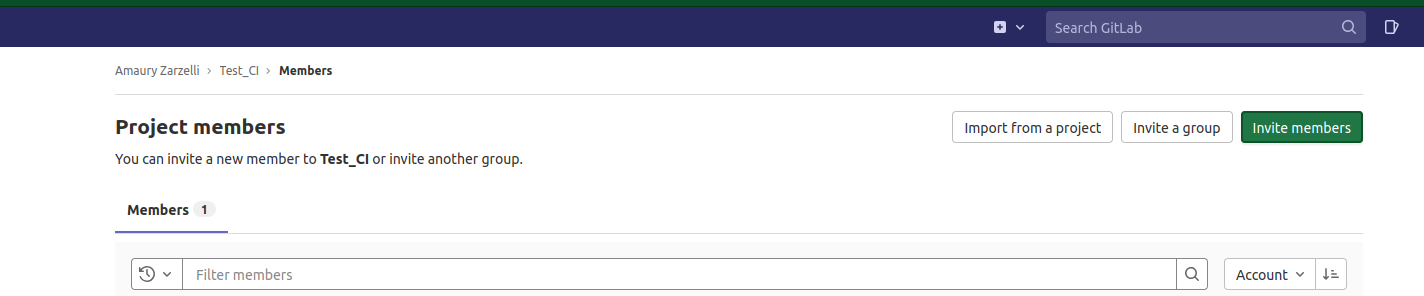 Search GitLab
Amaury Zarzelli › Test_CI › Members
Project members
Import from a project Invite a group Invite members
You can invite a new member to Test_CI or invite another group.
Members 1
Filter members Account